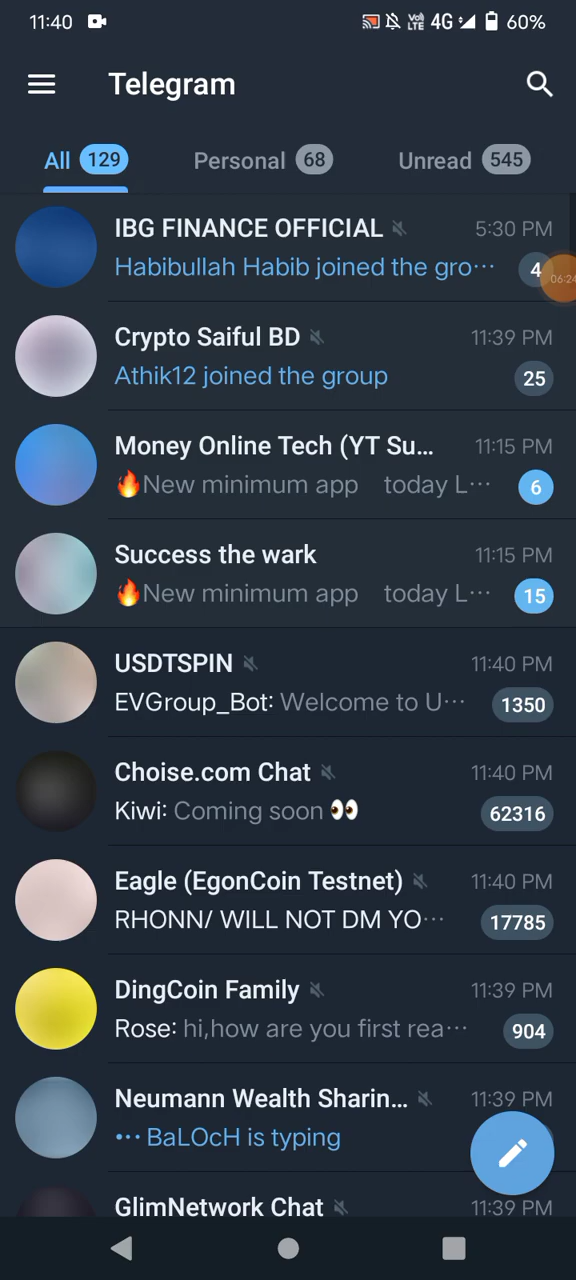 11:40 Vo) LTE 4G 60%
Telegram
All 129 Personal 68 Unread 545
IBG FINANCE OFFICIAL 5:30 PM
Habibullah Habib joined the gro··· 4
06:24
Crypto Saiful BD 11:39 PM
Athik12 joined the group 25
Money Online Tech (YT Su... 11:15 PM
🔥New minimum app today L··· 6
Success the wark 11:15 PM
🔥New minimum app today L··· 15
USDTSPIN 11:40 PM
EVGroup_Bot: Welcome to U··· 1350
Choise.com Chat 11:40 PM
Kiwi: Coming soon 👀 62316
Eagle (EgonCoin Testnet) 11:40 PM
RHONN/ WILL NOT DM YO··· 17785
DingCoin Family 11:39 PM
Rose: hi,how are you first rea··· 904
Neumann Wealth Sharin... 11:39 PM
··· BaLOcH is typing
GlimNetwork Chat 11:39 PM